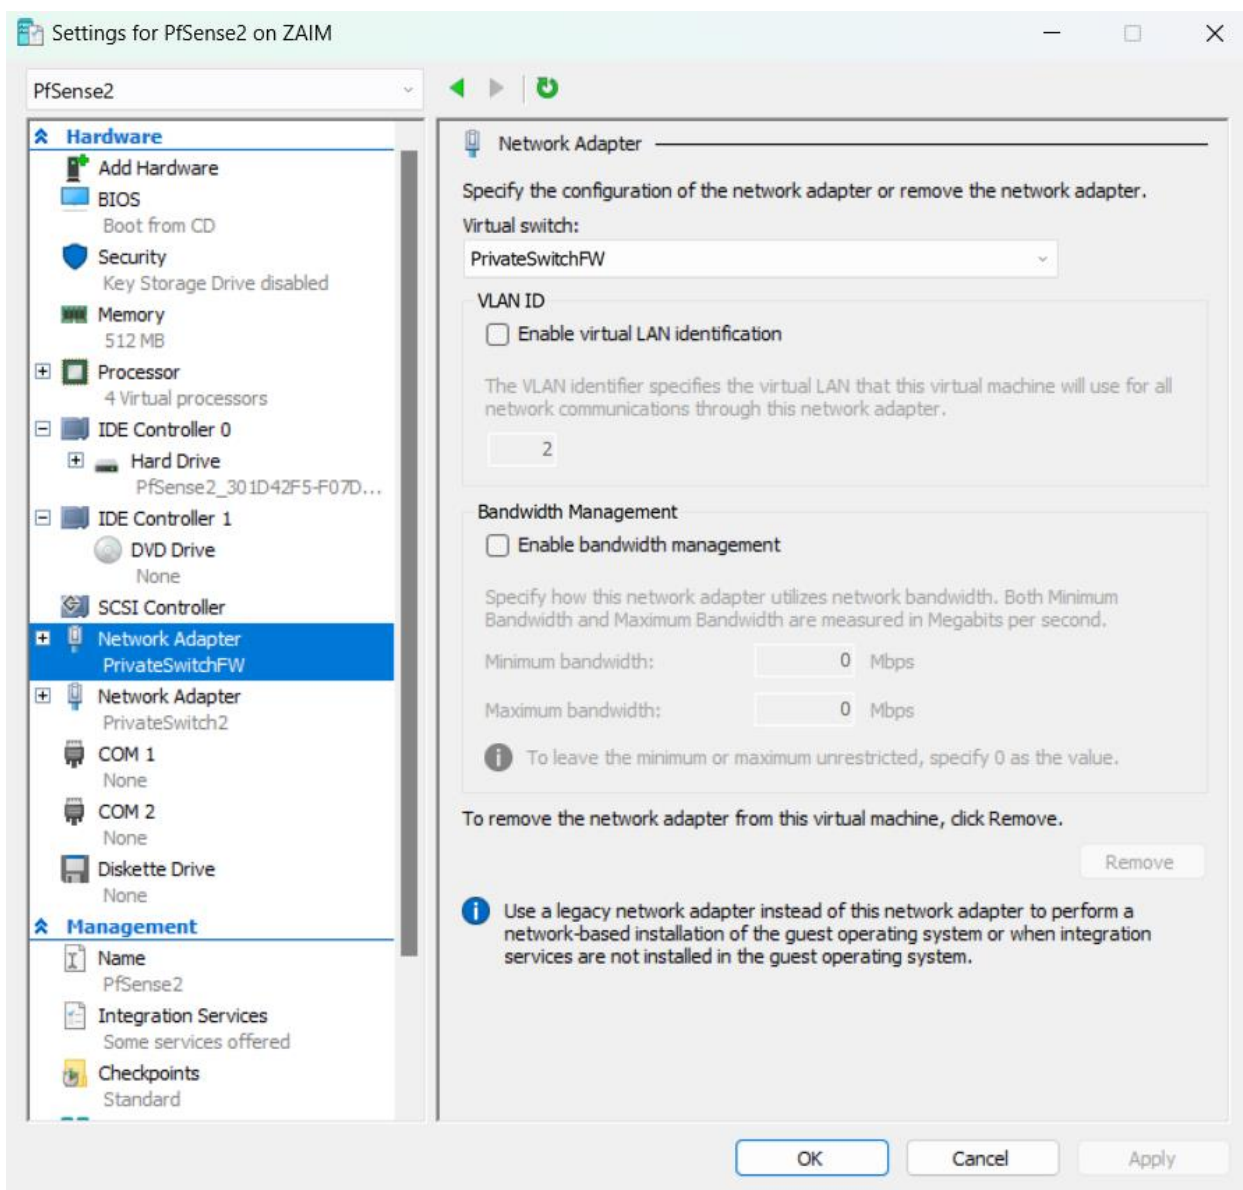 Settings for PfSense2 on ZAIM
PfSense2
Hardware
Add Hardware
BIOS
Boot from CD
Security
Key Storage Drive disabled
Memory
512 MB
Processor
4 Virtual processors
IDE Controller 0
Hard Drive
PfSense2_301D42F5-F07D...
IDE Controller 1
DVD Drive
None
SCSI Controller
Network Adapter
PrivateSwitchFW
Network Adapter
PrivateSwitch2
COM 1
None
COM 2
None
Diskette Drive
None
Management
Name
PfSense2
Integration Services
Some services offered
Checkpoints
Standard
Network Adapter
Specify the configuration of the network adapter or remove the network adapter.
Virtual switch:
PrivateSwitchFW
VLAN ID
Enable virtual LAN identification
The VLAN identifier specifies the virtual LAN that this virtual machine will use for all
network communications through this network adapter.
2
Bandwidth Management
Enable bandwidth management
Specify how this network adapter utilizes network bandwidth. Both Minimum
Bandwidth and Maximum Bandwidth are measured in Megabits per second.
Minimum bandwidth: 0 Mbps
Maximum bandwidth: 0 Mbps
To leave the minimum or maximum unrestricted, specify 0 as the value.
To remove the network adapter from this virtual machine, click Remove.
Remove
Use a legacy network adapter instead of this network adapter to perform a
network-based installation of the guest operating system or when integration
services are not installed in the guest operating system.
OK Cancel Apply